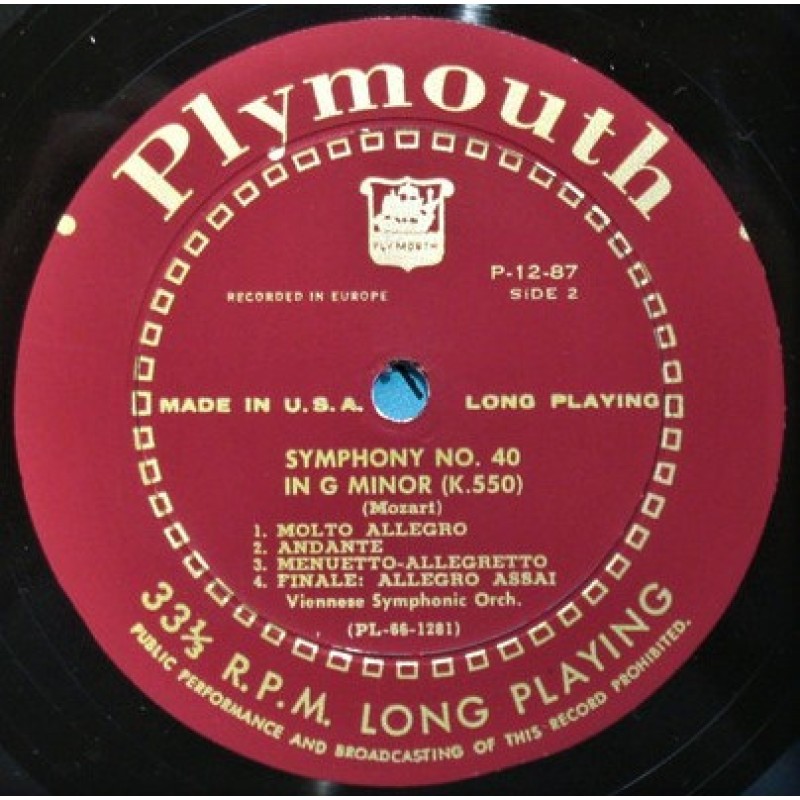 Plymouth
PLYMOUTH
P-12-87
RECORDED IN EUROPE
SiDE 2
MADE IN U.S.A.
LONG PLAYING
SYMPHONY NO. 40
IN G MINOR (K.550)
(Mozart)
1. MOLTO ALLEGRO
2. ANDANTE
3. MENUETTO-ALLEGRETTO
4. FINALE: ALLEGRO ASSAI
Viennese Symphonic Orch.
(PL-66-1281)
33⅓ R.P.M. LONG PLAYING
PUBLIC PERFORMANCE AND BROADCASTING OF THIS RECORD PROHIBITED.